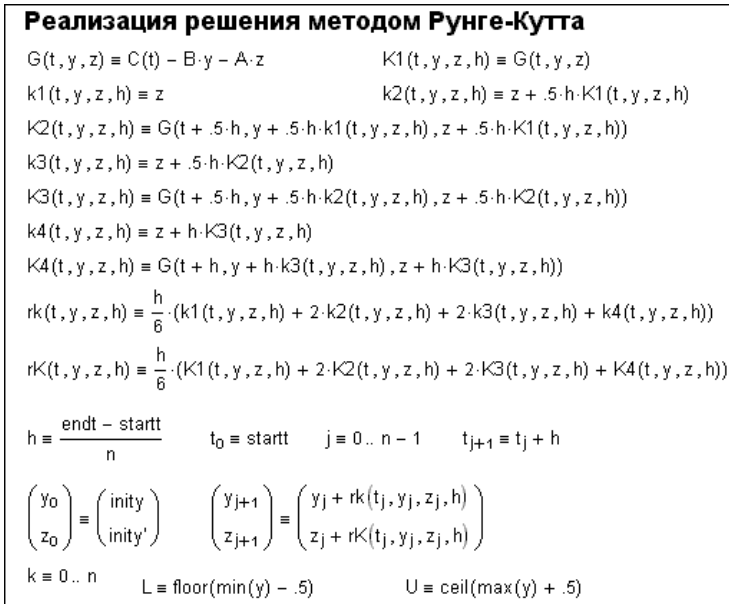 Реализация решения методом Рунге-Кутта
G(t,y,z) ≡ C(t) − B·y − A·z K1(t,y,z,h) ≡ G(t,y,z)
k1(t,y,z,h) ≡ z k2(t,y,z,h) ≡ z + .5·h·K1(t,y,z,h)
K2(t,y,z,h) ≡ G(t + .5·h,y + .5·h·k1(t,y,z,h),z + .5·h·K1(t,y,z,h))
k3(t,y,z,h) ≡ z + .5·h·K2(t,y,z,h)
K3(t,y,z,h) ≡ G(t + .5·h,y + .5·h·k2(t,y,z,h),z + .5·h·K2(t,y,z,h))
k4(t,y,z,h) ≡ z + h·K3(t,y,z,h)
K4(t,y,z,h) ≡ G(t + h,y + h·k3(t,y,z,h),z + h·K3(t,y,z,h))
rk(t,y,z,h) ≡ h/6·(k1(t,y,z,h) + 2·k2(t,y,z,h) + 2·k3(t,y,z,h) + k4(t,y,z,h))
rK(t,y,z,h) ≡ h/6·(K1(t,y,z,h) + 2·K2(t,y,z,h) + 2·K3(t,y,z,h) + K4(t,y,z,h))
h ≡ (endt − startt)/n t0 ≡ startt j ≡ 0.. n − 1 tj+1 ≡ tj + h
(y0 z0) ≡ (inity inity') (yj+1 zj+1) ≡ (yj + rk(tj,yj,zj,h) zj + rK(tj,yj,zj,h))
k ≡ 0.. n L ≡ floor(min(y) − .5) U ≡ ceil(max(y) + .5)